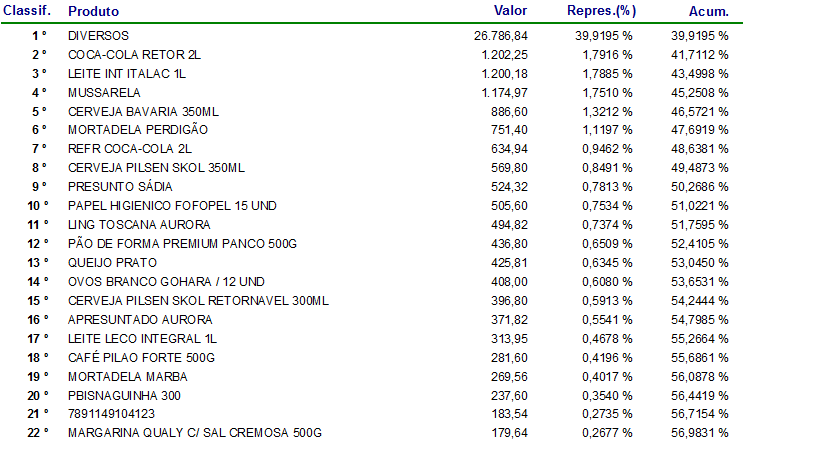 Classif. Produto Valor Repres.(%) Acum.
1 º DIVERSOS 26.786,84 39,9195 % 39,9195 %
2 º COCA-COLA RETOR 2L 1.202,25 1,7916 % 41,7112 %
3 º LEITE INT ITALAC 1L 1.200,18 1,7885 % 43,4998 %
4 º MUSSARELA 1.174,97 1,7510 % 45,2508 %
5 º CERVEJA BAVARIA 350ML 886,60 1,3212 % 46,5721 %
6 º MORTADELA PERDIGÃO 751,40 1,1197 % 47,6919 %
7 º REFR COCA-COLA 2L 634,94 0,9462 % 48,6381 %
8 º CERVEJA PILSEN SKOL 350ML 569,80 0,8491 % 49,4873 %
9 º PRESUNTO SÁDIA 524,32 0,7813 % 50,2686 %
10 º PAPEL HIGIENICO FOFOPEL 15 UND 505,60 0,7534 % 51,0221 %
11 º LING TOSCANA AURORA 494,82 0,7374 % 51,7595 %
12 º PÃO DE FORMA PREMIUM PANCO 500G 436,80 0,6509 % 52,4105 %
13 º QUEIJO PRATO 425,81 0,6345 % 53,0450 %
14 º OVOS BRANCO GOHARA / 12 UND 408,00 0,6080 % 53,6531 %
15 º CERVEJA PILSEN SKOL RETORNAVEL 300ML 396,80 0,5913 % 54,2444 %
16 º APRESUNTADO AURORA 371,82 0,5541 % 54,7985 %
17 º LEITE LECO INTEGRAL 1L 313,95 0,4678 % 55,2664 %
18 º CAFÉ PILAO FORTE 500G 281,60 0,4196 % 55,6861 %
19 º MORTADELA MARBA 269,56 0,4017 % 56,0878 %
20 º PBISNAGUINHA 300 237,60 0,3540 % 56,4419 %
21 º 7891149104123 183,54 0,2735 % 56,7154 %
22 º MARGARINA QUALY C/ SAL CREMOSA 500G 179,64 0,2677 % 56,9831 %